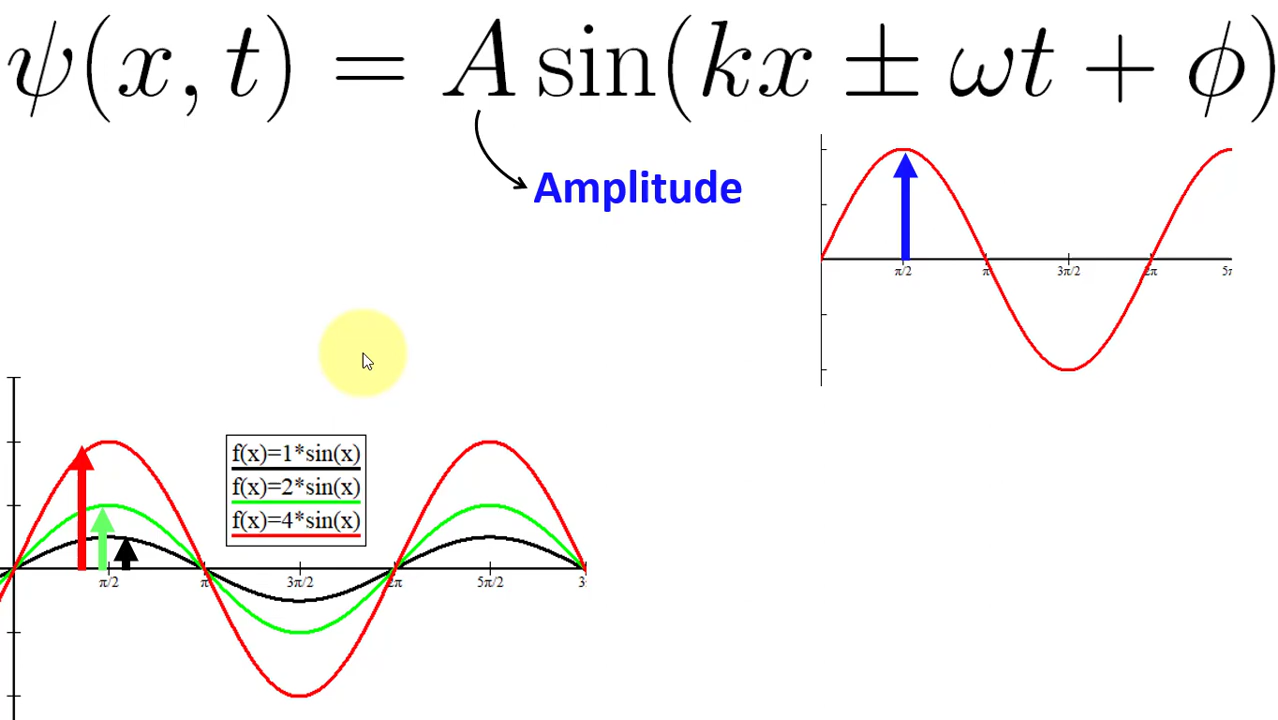 ψ(x, t) = A sin(kx ± ωt + ϕ)
Amplitude
π/2 π 3π/2 2π
f(x)=1*sin(x)
f(x)=2*sin(x)
f(x)=4*sin(x)
π/2 π 3π/2 2π 5π/2